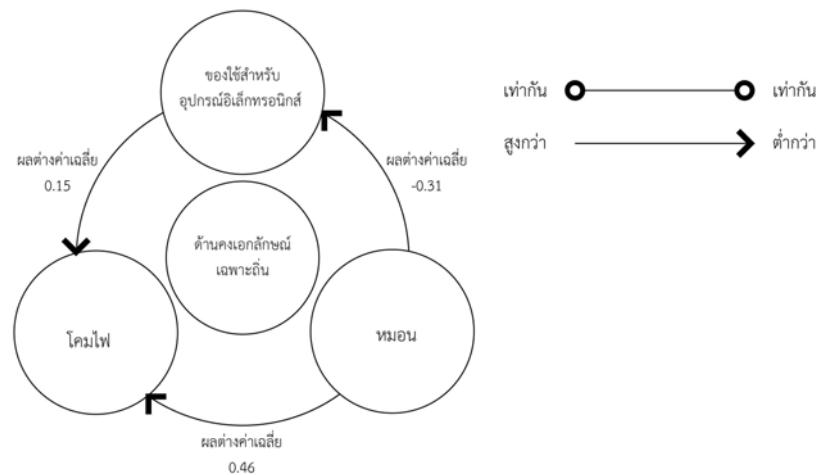 ของใช้สำหรับ
อุปกรณ์อิเล็กทรอนิกส์
เท่ากัน
เท่ากัน
สูงกว่า
ต่ำกว่า
ผลต่างค่าเฉลี่ย
0.15
ผลต่างค่าเฉลี่ย
-0.31
ด้านคงเอกลักษณ์
เฉพาะถิ่น
โคมไฟ
หมอน
ผลต่างค่าเฉลี่ย
0.46